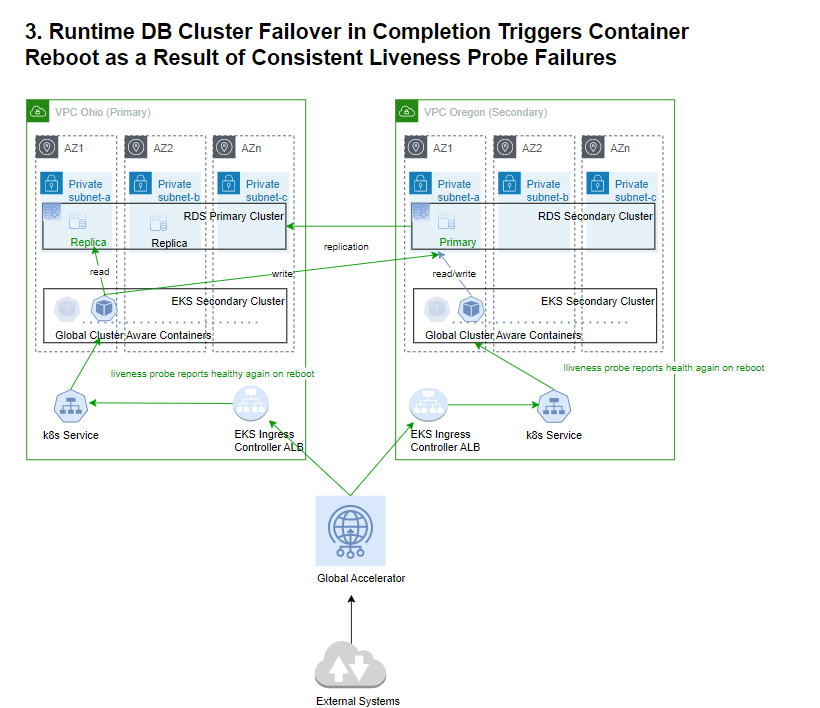 3. Runtime DB Cluster Failover in Completion Triggers Container
Reboot as a Result of Consistent Liveness Probe Failures
VPC Ohio (Primary)
AZ1
AZ2
AZn
Private
subnet-a
Private
subnet-b
Private
subnet-c
RDS Primary Cluster
Replica
Replica
read
write
EKS Secondary Cluster
Global Cluster Aware Containers
liveness probe reports healthy again on reboot
k8s Service
EKS Ingress
Controller ALB
replication
VPC Oregon (Secondary)
AZ1
AZ2
AZn
Private
subnet-a
Private
subnet-b
Private
subnet-c
RDS Secondary Cluster
Primary
read/write
EKS Secondary Cluster
Global Cluster Aware Containers
lliveness probe reports health again on reboot
EKS Ingress
Controller ALB
k8s Service
Global Accelerator
External Systems